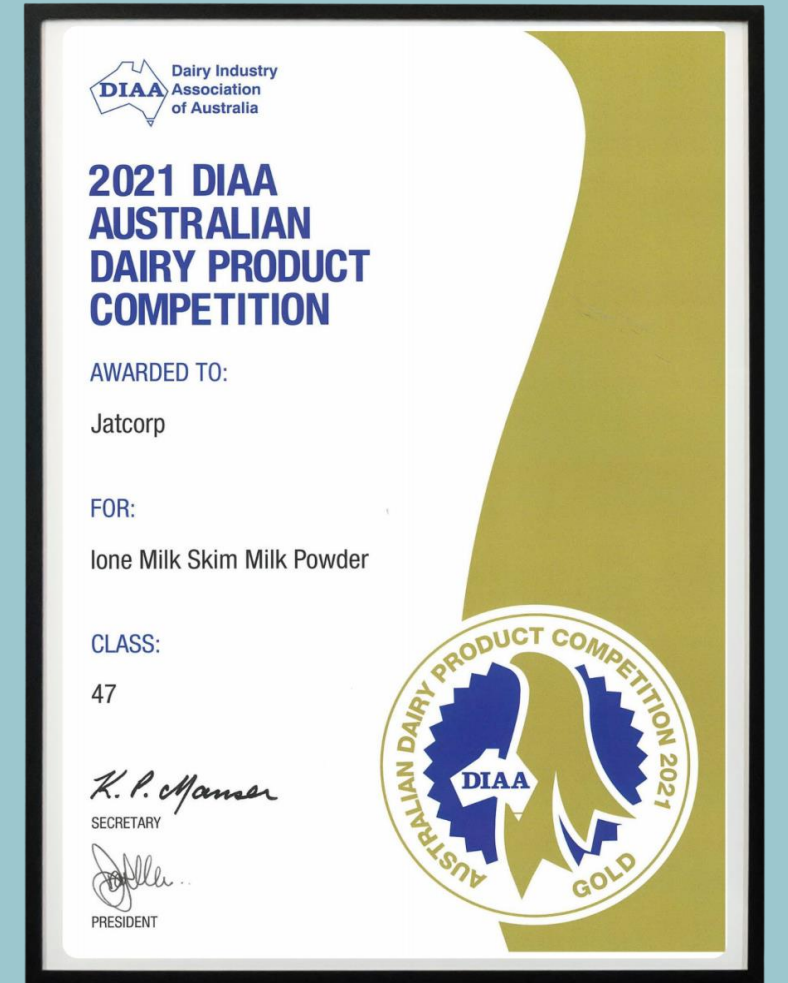 DIAA
Dairy Industry
Association
of Australia
2021 DIAA
AUSTRALIAN
DAIRY PRODUCT
COMPETITION
AWARDED TO:
Jatcorp
FOR:
Ione Milk Skim Milk Powder
CLASS:
47
K. P. Manser
SECRETARY
PRESIDENT
AUSTRALIAN DAIRY PRODUCT COMPETITION 2021
DIAA
GOLD